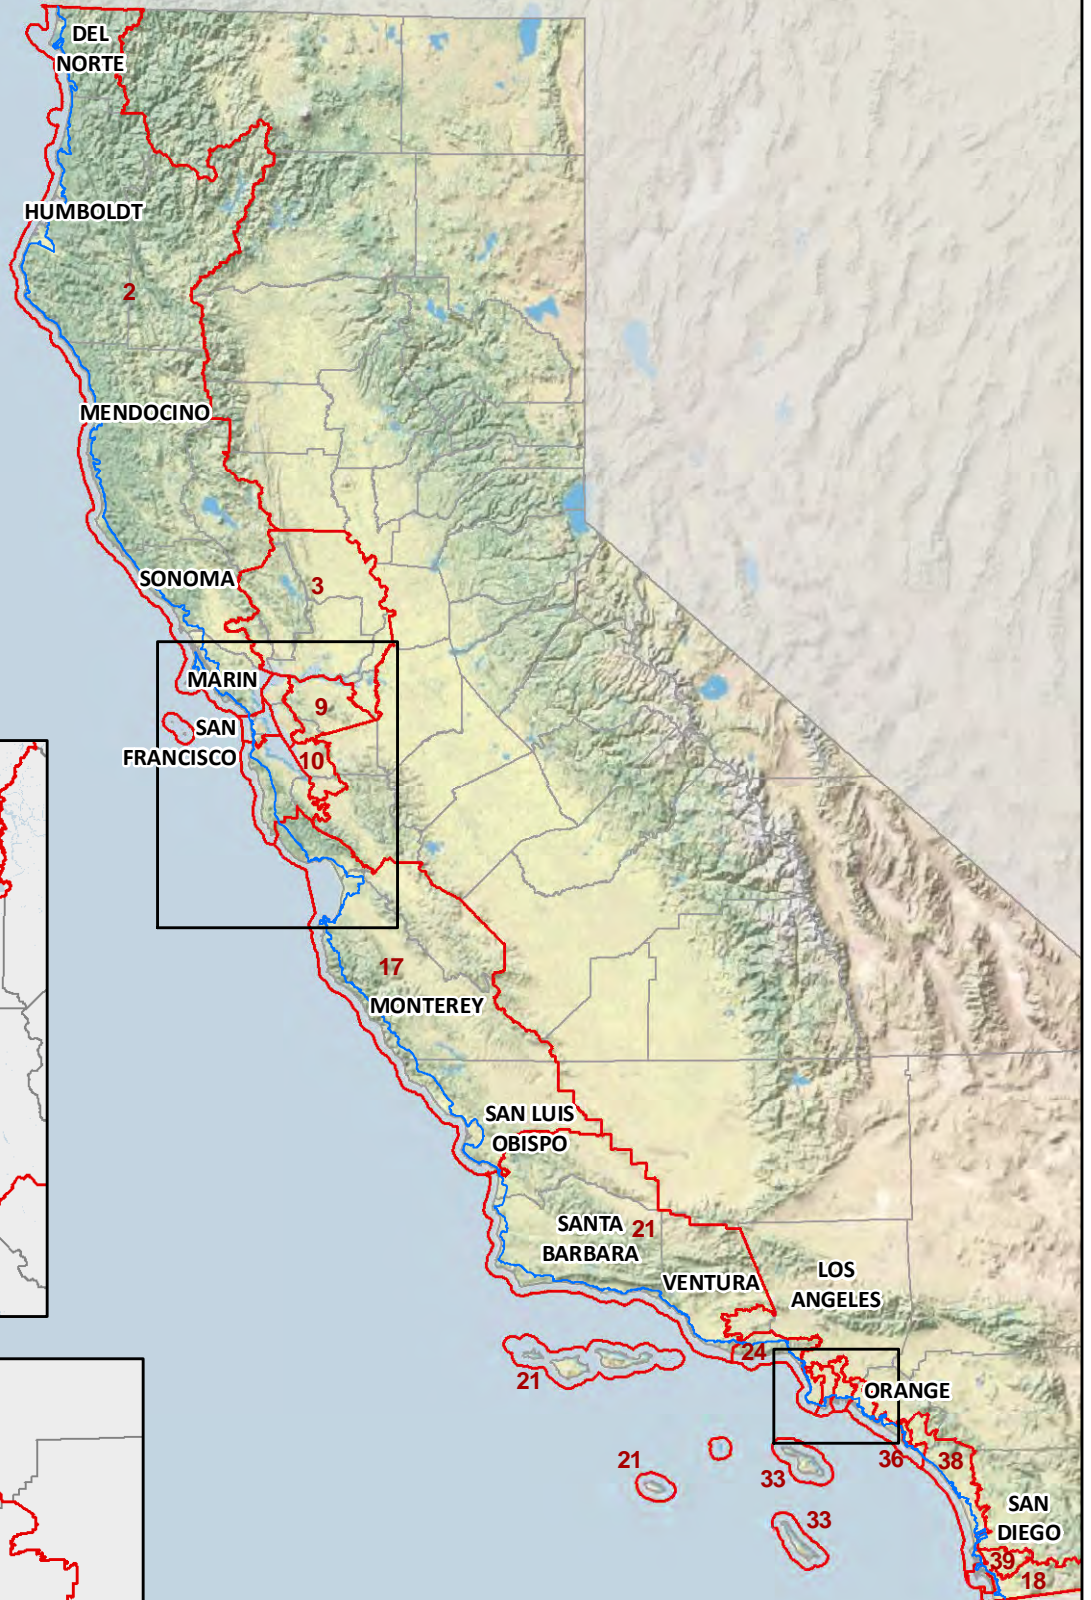 DEL
NORTE
HUMBOLDT
2
MENDOCINO
SONOMA
3
MARIN
9
SAN
FRANCISCO
10
17
MONTEREY
SAN LUIS
OBISPO
SANTA
BARBARA
21
VENTURA
LOS
ANGELES
24
21
ORANGE
21
33
36
38
33
SAN
DIEGO
39
18